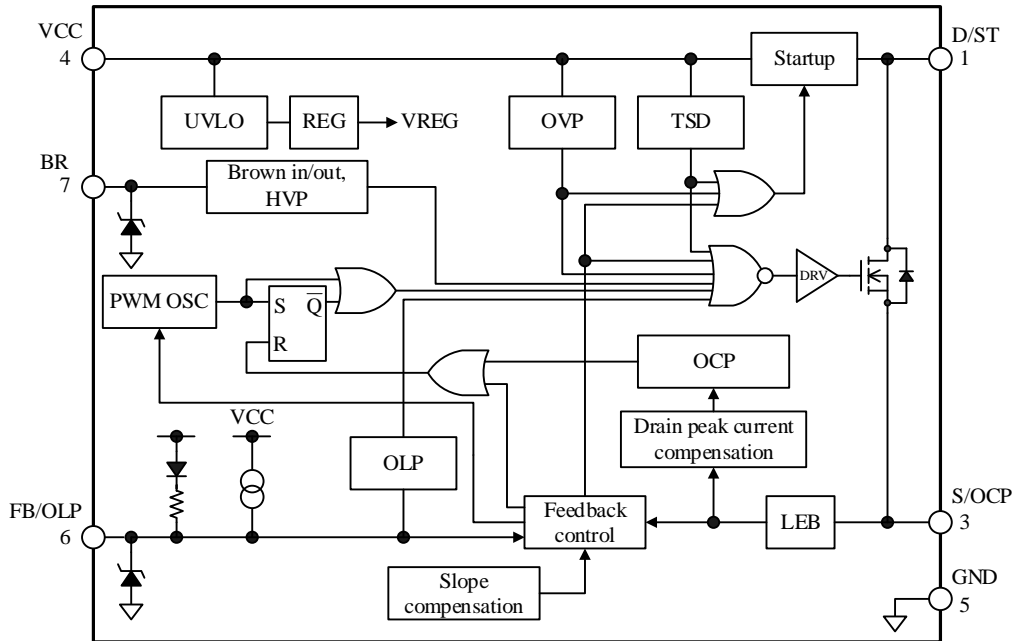 VCC
4
D/ST
1
Startup
UVLO
REG
VREG
OVP
TSD
BR
7
Brown in/out,
HVP
PWM OSC
S
Q̅
R
DRV
OCP
VCC
Drain peak current
compensation
OLP
FB/OLP
6
Feedback
control
LEB
S/OCP
3
Slope
compensation
GND
5